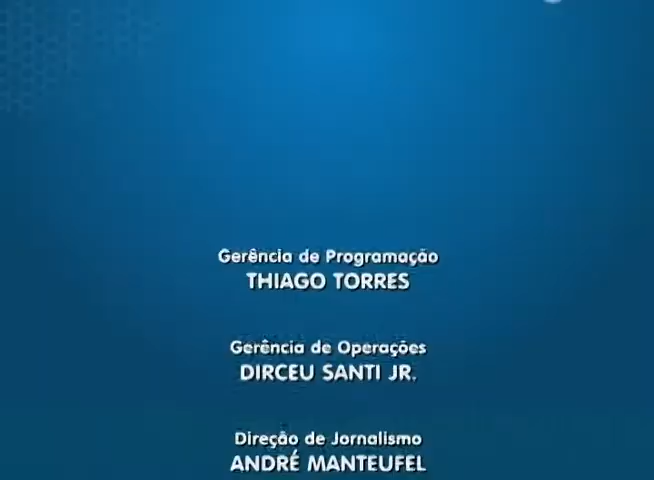 Gerência de Programação
THIAGO TORRES
Gerência de Operações
DIRCEU SANTI JR.
Direção de Jornalismo
ANDRÉ MANTEUFEL